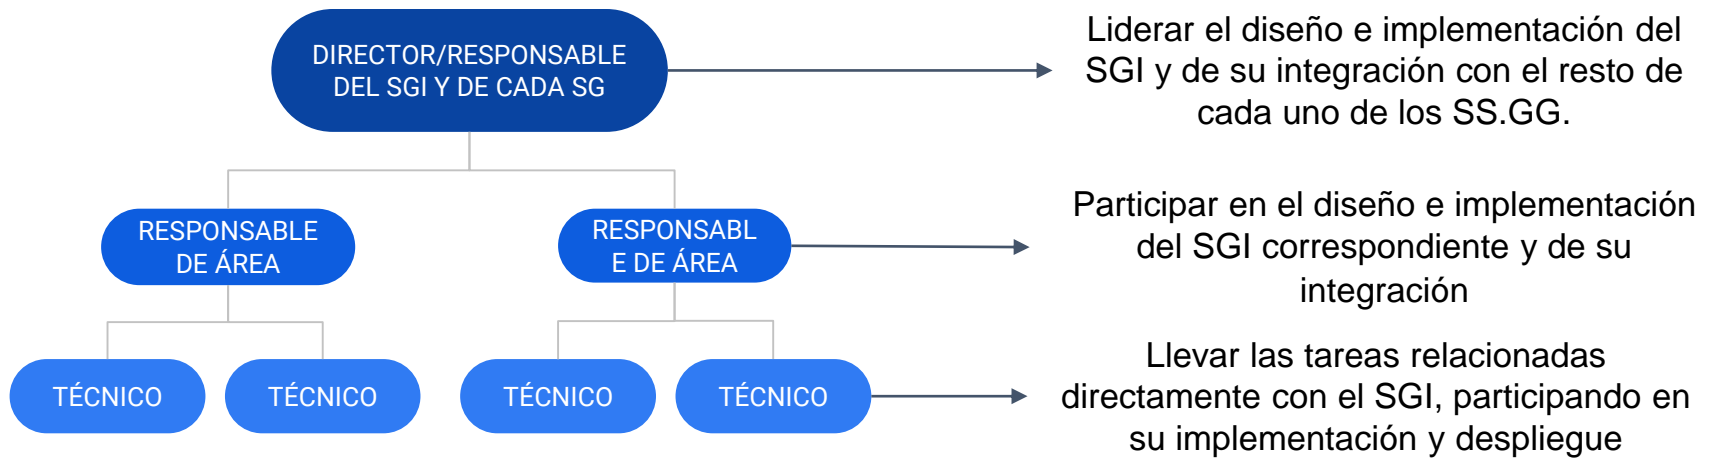 DIRECTOR/RESPONSABLE
DEL SGI Y DE CADA SG
Liderar el diseño e implementación del
SGI y de su integración con el resto de
cada uno de los SS.GG.
RESPONSABLE
DE ÁREA
RESPONSABL
E DE ÁREA
Participar en el diseño e implementación
del SGI correspondiente y de su
integración
TÉCNICO
TÉCNICO
TÉCNICO
TÉCNICO
Llevar las tareas relacionadas
directamente con el SGI, participando en
su implementación y despliegue